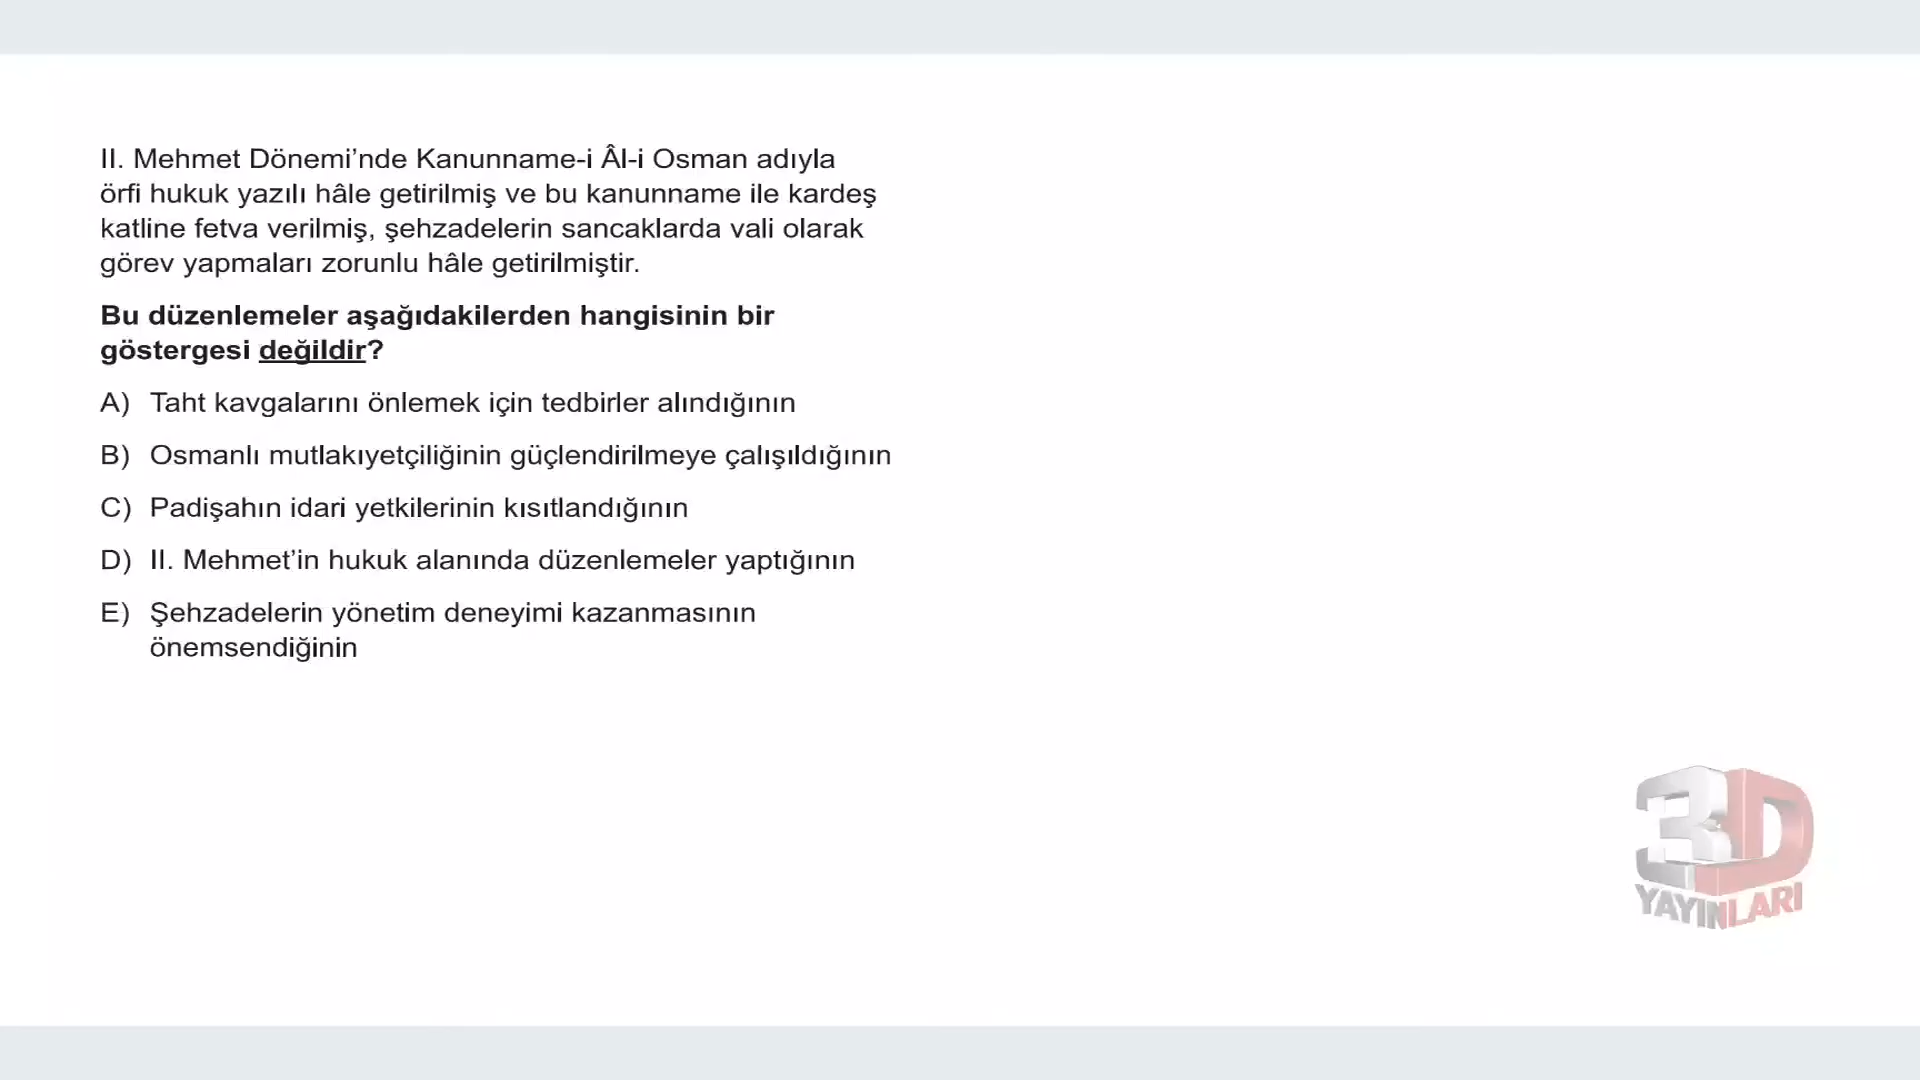 II. Mehmet Dönemi’nde Kanunname-i Âl-i Osman adıyla
örfi hukuk yazılı hâle getirilmiş ve bu kanunname ile kardeş
katline fetva verilmiş, şehzadelerin sancaklarda vali olarak
görev yapmaları zorunlu hâle getirilmiştir.
Bu düzenlemeler aşağıdakilerden hangisinin bir
göstergesi değildir?
A) Taht kavgalarını önlemek için tedbirler alındığının
B) Osmanlı mutlakıyetçiliğinin güçlendirilmeye çalışıldığının
C) Padişahın idari yetkilerinin kısıtlandığının
D) II. Mehmet’in hukuk alanında düzenlemeler yaptığının
E) Şehzadelerin yönetim deneyimi kazanmasının
önemsendiğinin
3D
YAYINLARI